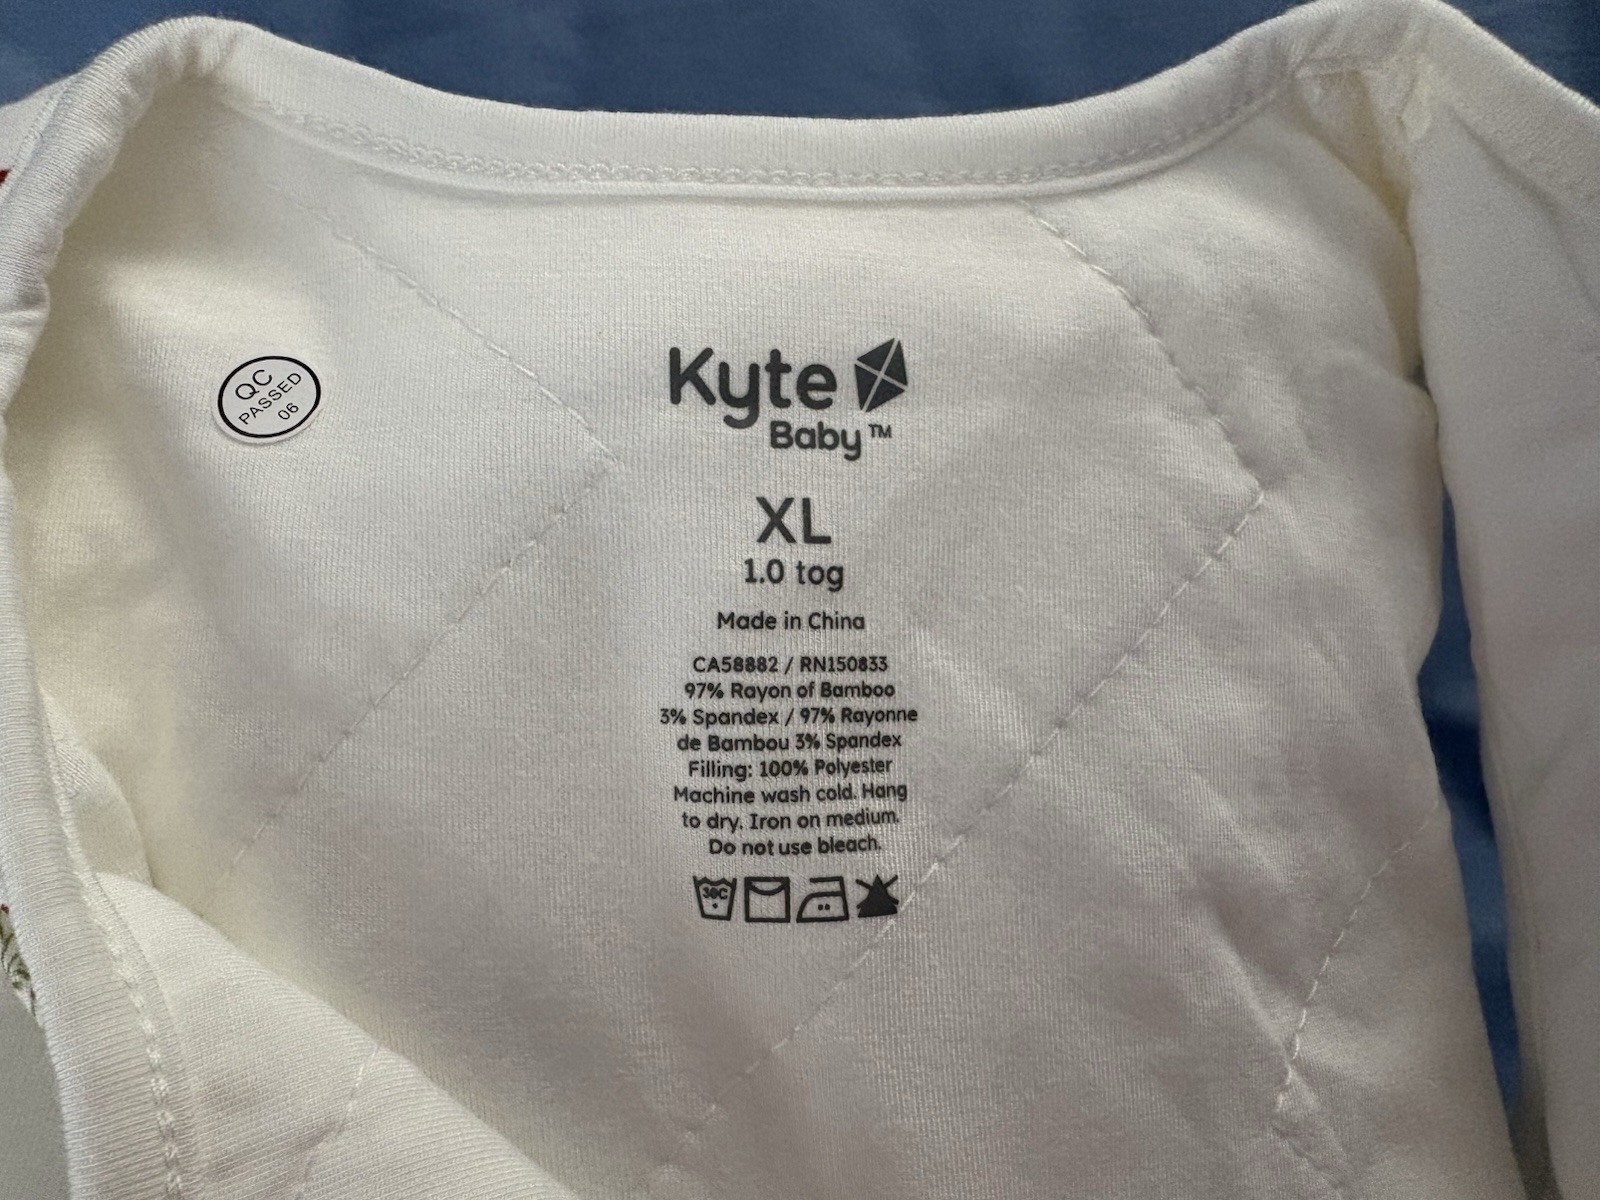 QC
PASSED
06
Kyte
Baby™
XL
1.0 tog
Made in China
CA58882 / RN150833
97% Rayon of Bamboo
3% Spandex / 97% Rayonne
de Bambou 3% Spandex
Filling: 100% Polyester
Machine wash cold. Hang
to dry. Iron on medium.
Do not use bleach.
30C